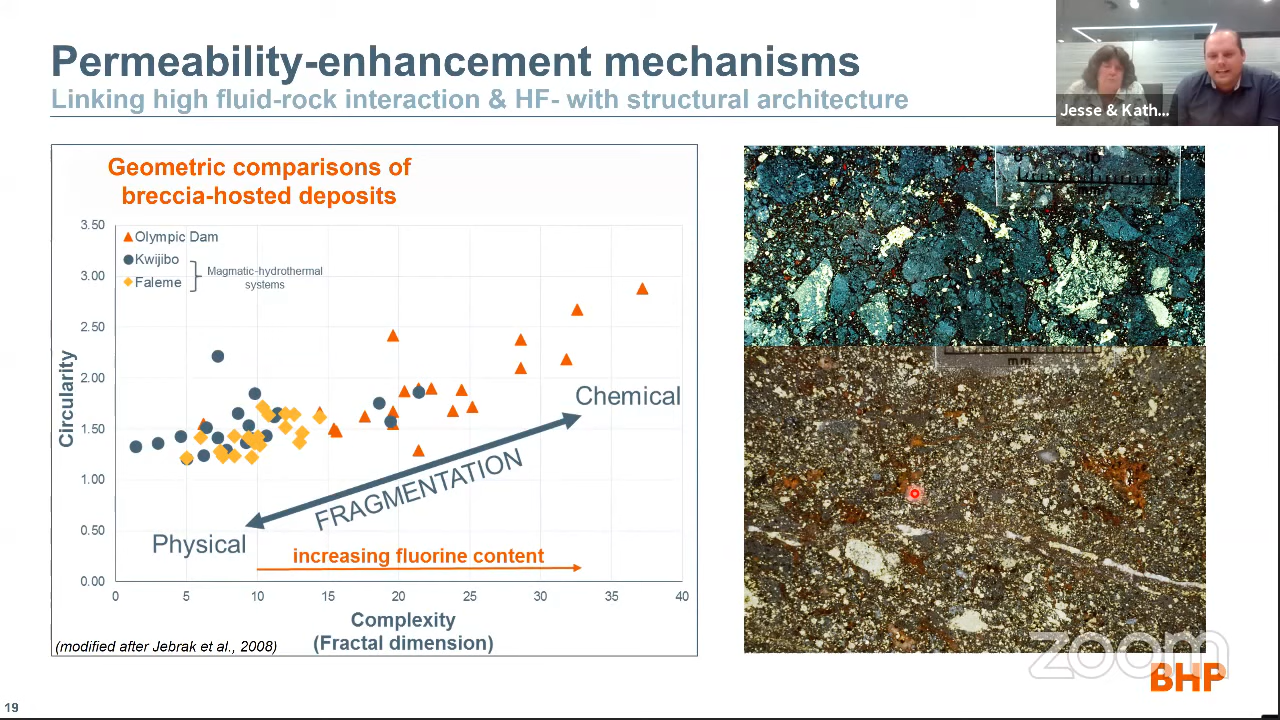 Permeability-enhancement mechanisms
Linking high fluid-rock interaction & HF- with structural architecture
Jesse & Kath...
Geometric comparisons of
breccia-hosted deposits
3.50
3.00
2.50
2.00
1.50
1.00
0.50
0.00
Circularity
Olympic Dam
Kwijibo
Faleme
Magmatic-hydrothermal
systems
Chemical
FRAGMENTATION
Physical
increasing fluorine content
0 5 10 15 20 25 30 35 40
Complexity
(Fractal dimension)
(modified after Jebrak et al., 2008)
mm
zoom
BHP
19